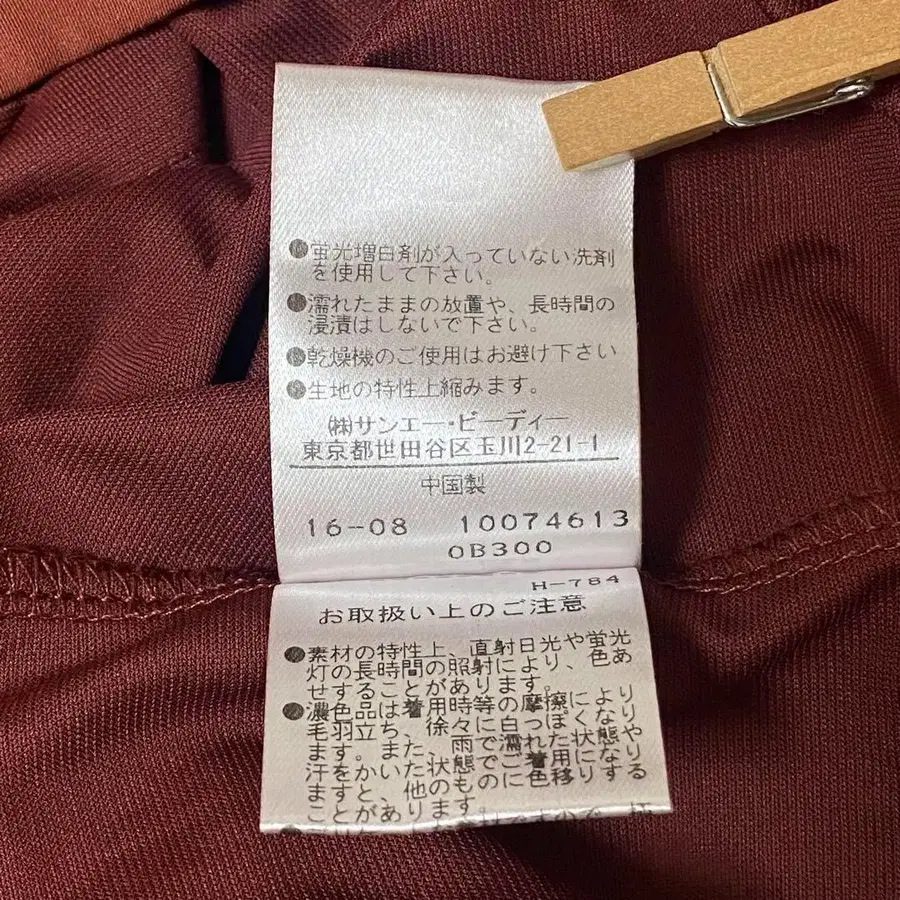 ●蛍光増白剤が入っていない洗剤
を使用して下さい。
●濡れたままの放置や、長時間の
浸漬はしないで下さい。
●乾燥機のご使用はお避け下さい
●生地の特性上縮みます。
㈱サンエー・ビーディー
東京都世田谷区玉川2-21-1
中国製
16-08 10074613
0B300
H-784
お取扱い上のご注意
●素材の特性上、直射日光や蛍光
灯の長時間の照射により、色あ
せすることがあります。
●濃色品は着用時等の摩擦により
毛羽立ち、徐々に白っぽくなり
ます。また、雨で濡れた状態や
汗をかいた状態でご着用になり
ますと、他のものに色移りする
ことがあります。